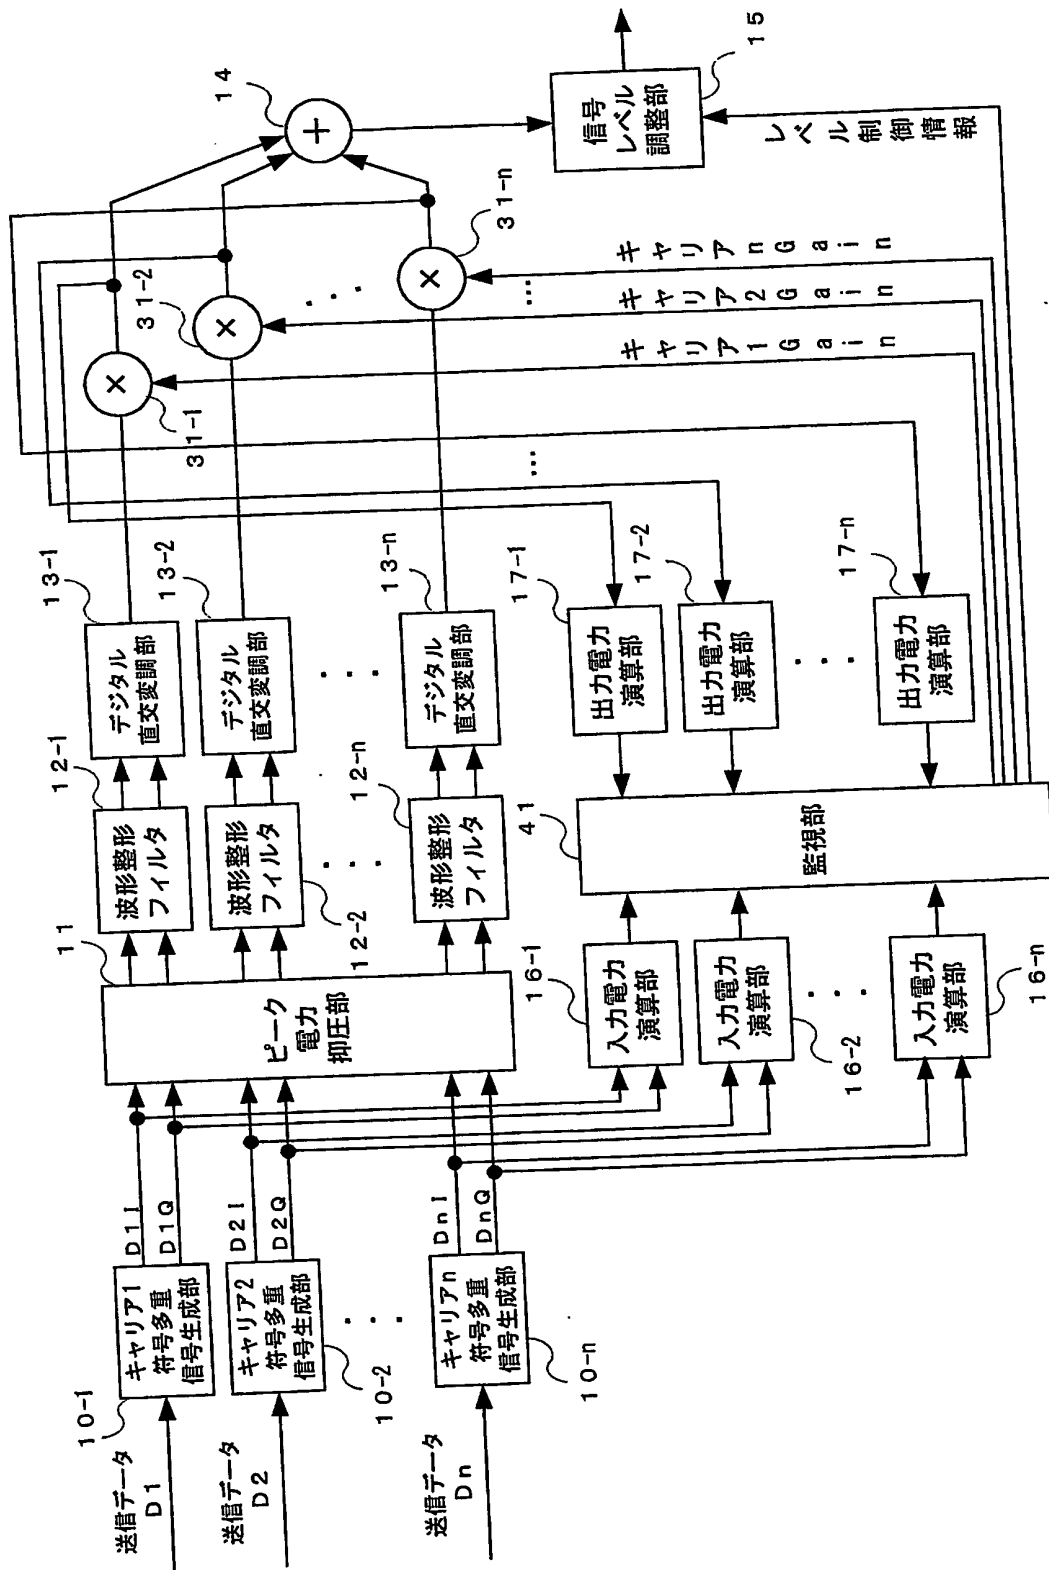 送信データ
D1
送信データ
D2
送信データ
Dn
10-1
キャリア1
符号多重
信号生成部
10-2
キャリア2
符号多重
信号生成部
10-n
キャリアn
符号多重
信号生成部
D1I
D1Q
D2I
D2Q
DnI
DnQ
11
ピーク
電力
抑圧部
12-1
波形整形
フィルタ
12-2
波形整形
フィルタ
12-n
波形整形
フィルタ
13-1
デジタル
直交変調部
13-2
デジタル
直交変調部
13-n
デジタル
直交変調部
31-1
31-2
31-n
×
×
×
14
+
15
信号
レベル
調整部
16-1
入力電力
演算部
16-2
入力電力
演算部
16-n
入力電力
演算部
41
監視部
17-1
出力電力
演算部
17-2
出力電力
演算部
17-n
出力電力
演算部
キャリア1Gain
キャリア2Gain
キャリアnGain
レベル制御情報